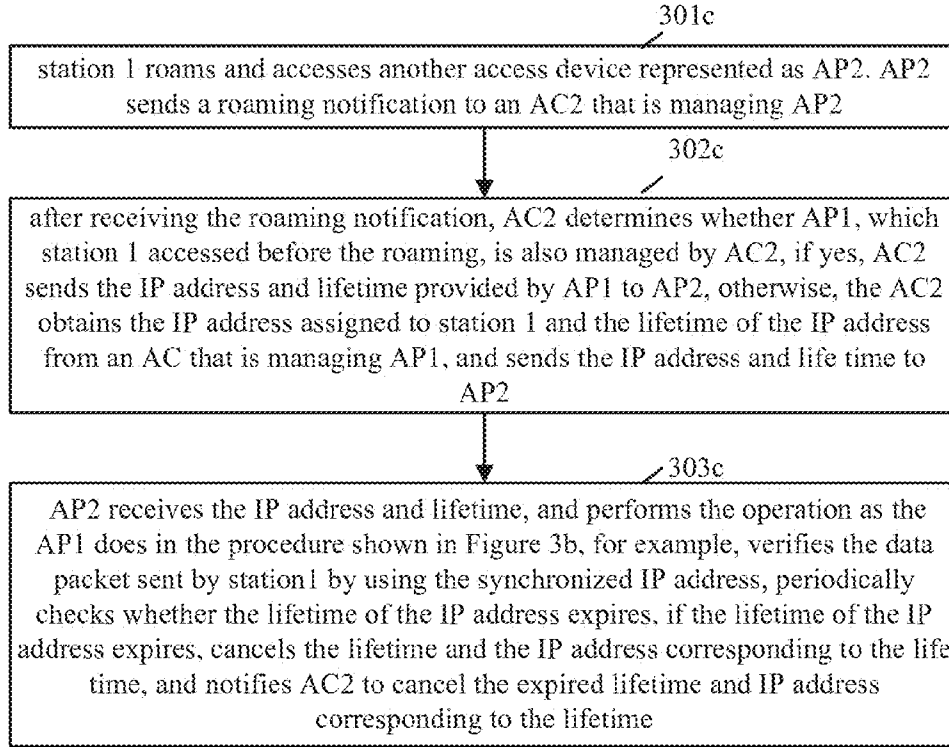 301c
station 1 roams and accesses another access device represented as AP2. AP2
sends a roaming notification to an AC2 that is managing AP2
302c
after receiving the roaming notification, AC2 determines whether AP1, which
station 1 accessed before the roaming, is also managed by AC2, if yes, AC2
sends the IP address and lifetime provided by AP1 to AP2, otherwise, the AC2
obtains the IP address assigned to station 1 and the lifetime of the IP address
from an AC that is managing AP1, and sends the IP address and life time to
AP2
303c
AP2 receives the IP address and lifetime, and performs the operation as the
AP1 does in the procedure shown in Figure 3b, for example, verifies the data
packet sent by station1 by using the synchronized IP address, periodically
checks whether the lifetime of the IP address expires, if the lifetime of the IP
address expires, cancels the lifetime and the IP address corresponding to the life
time, and notifies AC2 to cancel the expired lifetime and IP address
corresponding to the lifetime